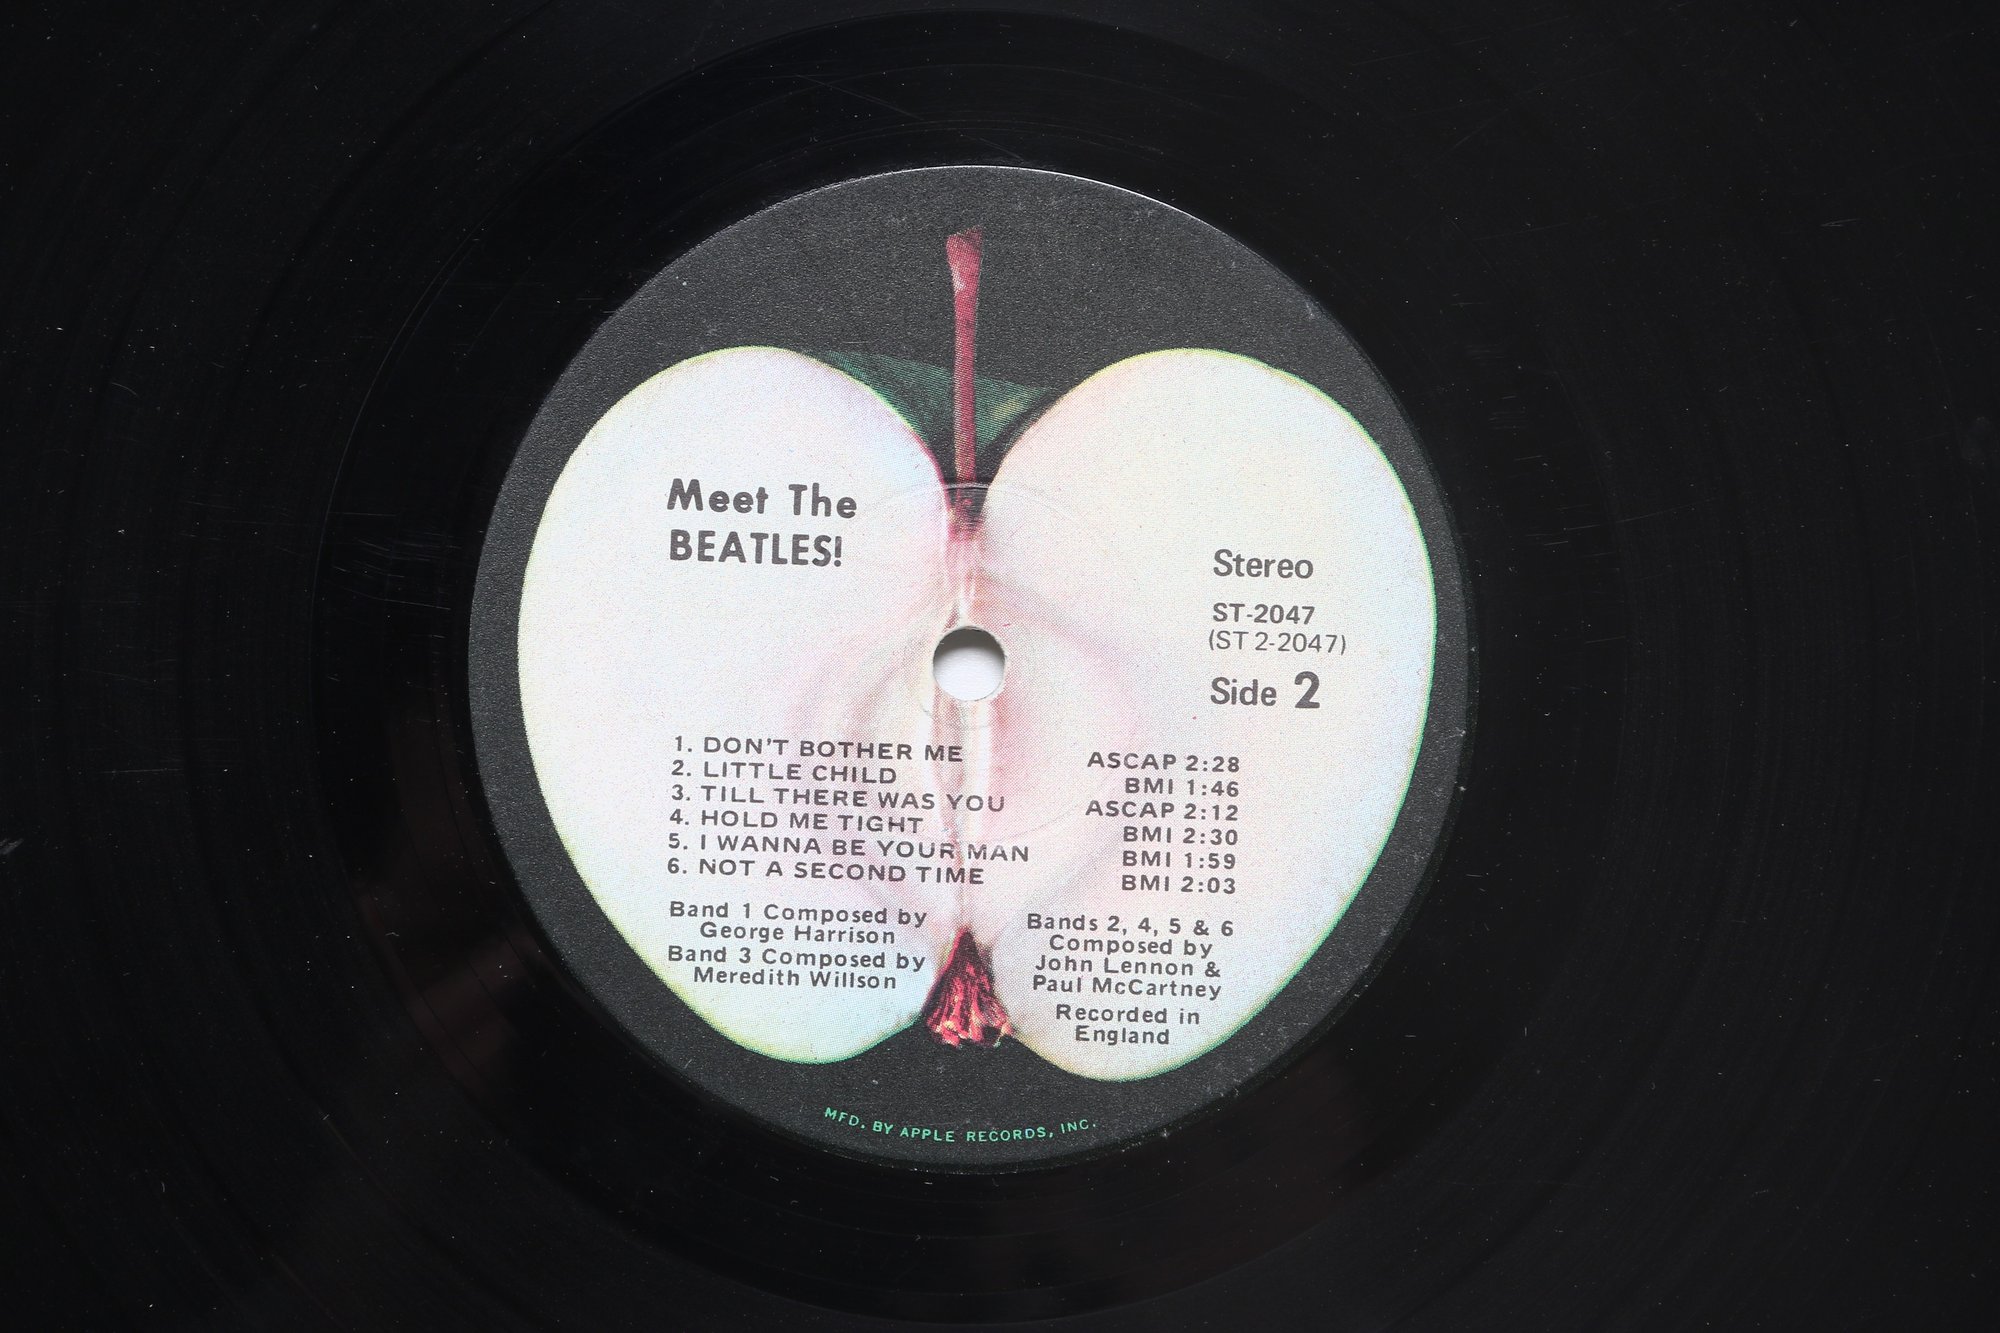 Meet The
BEATLES!
Stereo
ST-2047
(ST 2-2047)
Side 2
1. DON'T BOTHER ME ASCAP 2:28
2. LITTLE CHILD BMI 1:46
3. TILL THERE WAS YOU ASCAP 2:12
4. HOLD ME TIGHT BMI 2:30
5. I WANNA BE YOUR MAN BMI 1:59
6. NOT A SECOND TIME BMI 2:03
Band 1 Composed by
George Harrison
Band 3 Composed by
Meredith Willson
Bands 2, 4, 5 & 6
Composed by
John Lennon &
Paul McCartney
Recorded in
England
MFD. BY APPLE RECORDS, INC.